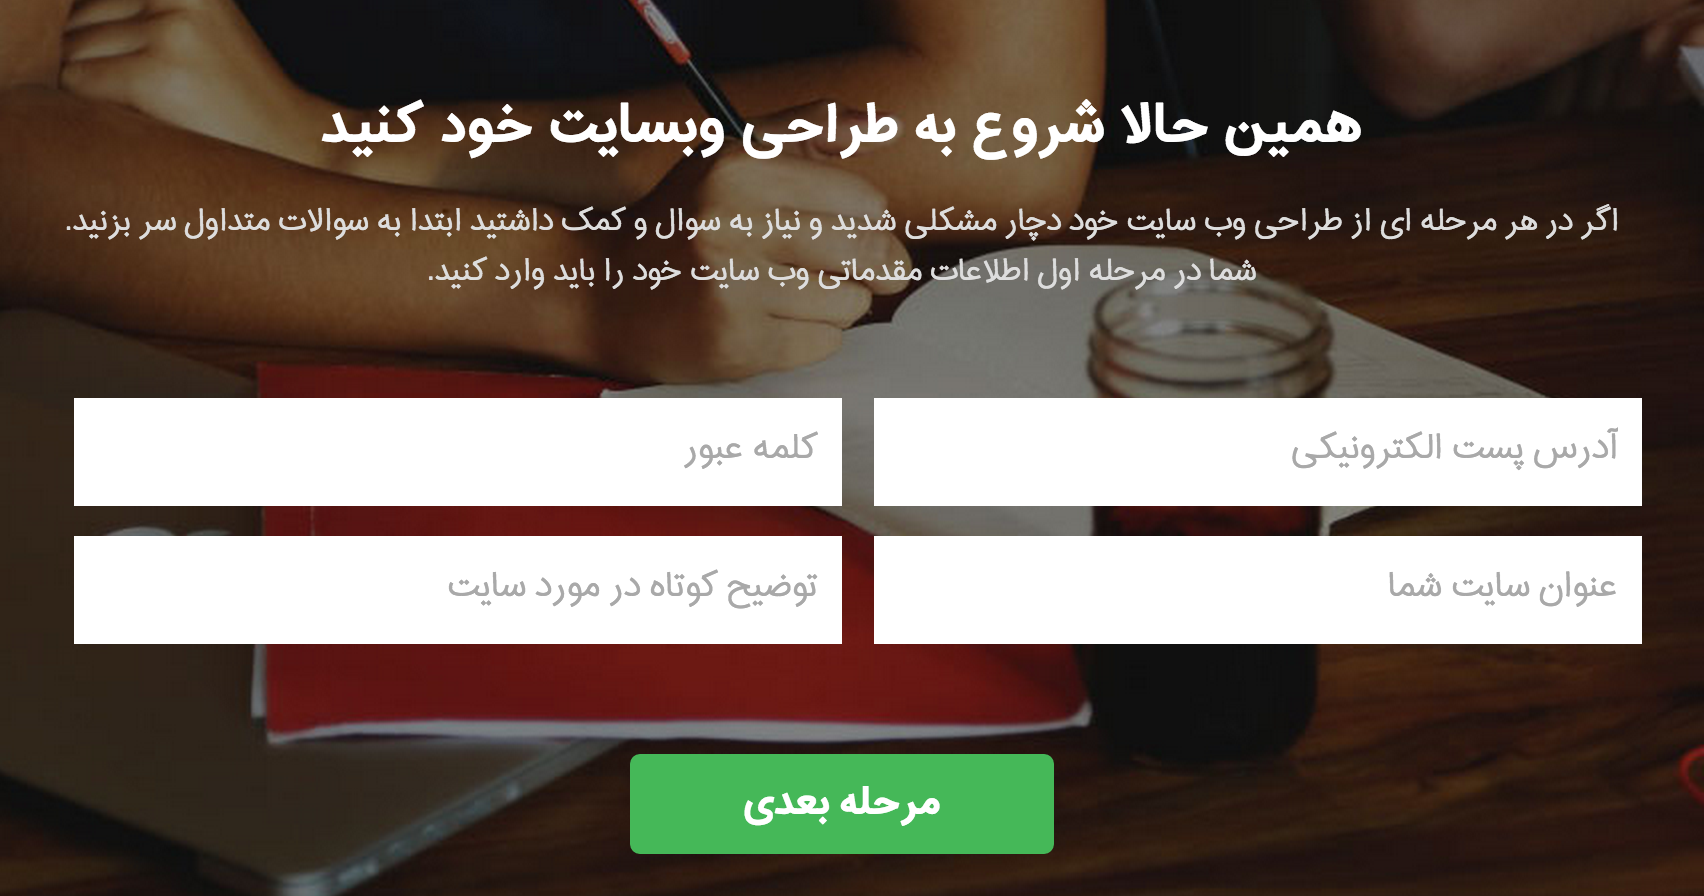 همین حالا شروع به طراحی وبسایت خود کنید
اگر در هر مرحله ای از طراحی وب سایت خود دچار مشکلی شدید و نیاز به سوال و کمک داشتید ابتدا به سوالات متداول سر بزنید.
شما در مرحله اول اطلاعات مقدماتی وب سایت خود را باید وارد کنید.
آدرس پست الکترونیکی
کلمه عبور
عنوان سایت شما
توضیح کوتاه در مورد سایت
مرحله بعدی